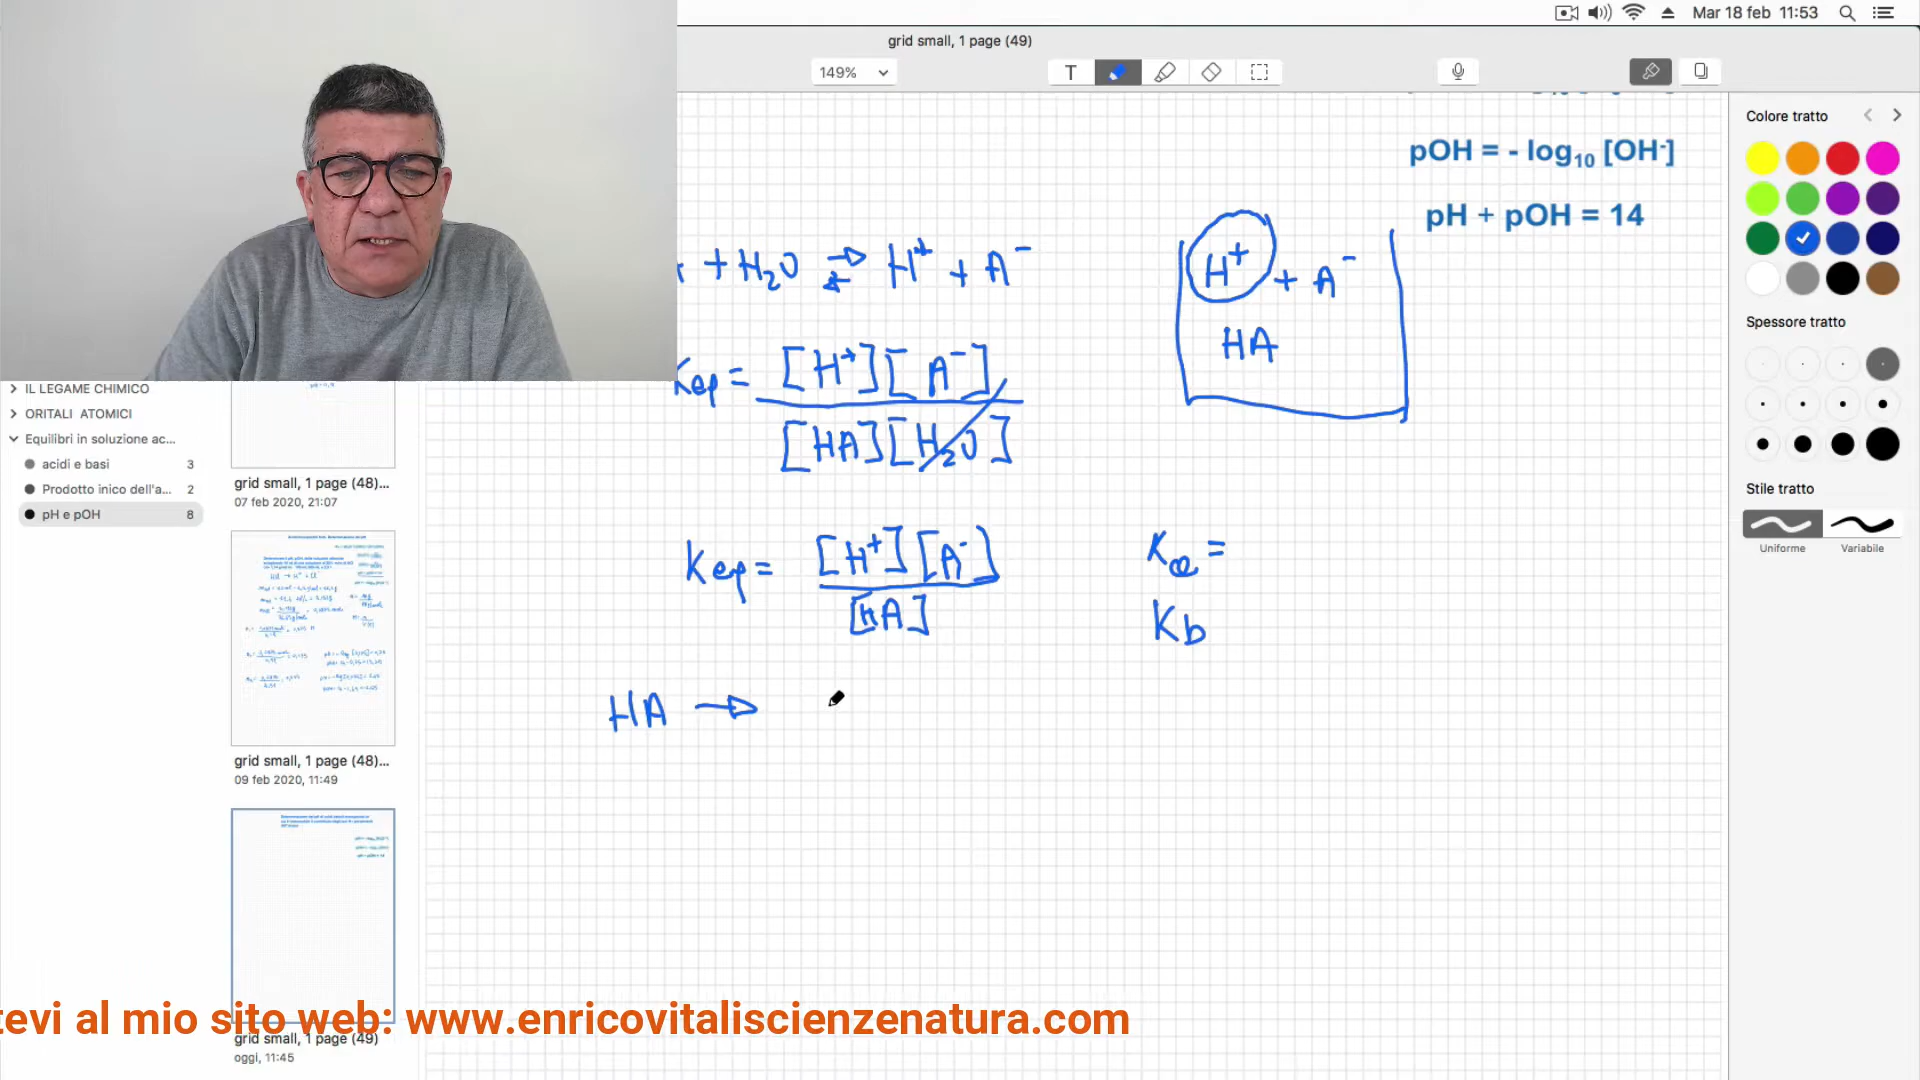 Mar 18 feb 11:53
grid small, 1 page (49)
149%
T
Colore tratto
pOH = - log10 [OH-]
pH + pOH = 14
+ H2O ⇌ H+ + A-
H+ + A-
HA
Keq = [H+][A-]
[HA][H2O]
Spessore tratto
Stile tratto
Uniforme
Variabile
IL LEGAME CHIMICO
ORITALI ATOMICI
Equilibri in soluzione ac...
acidi e basi 3
Prodotto inico dell'a... 2
pH e pOH 8
grid small, 1 page (48)...
07 feb 2020, 21:07
grid small, 1 page (48)...
09 feb 2020, 11:49
Keq = [H+][A-]
[HA]
Ka =
Kb
HA →
tevi al mio sito web: www.enricovitaliscienzenatura.com
grid small, 1 page (49)
oggi, 11:45